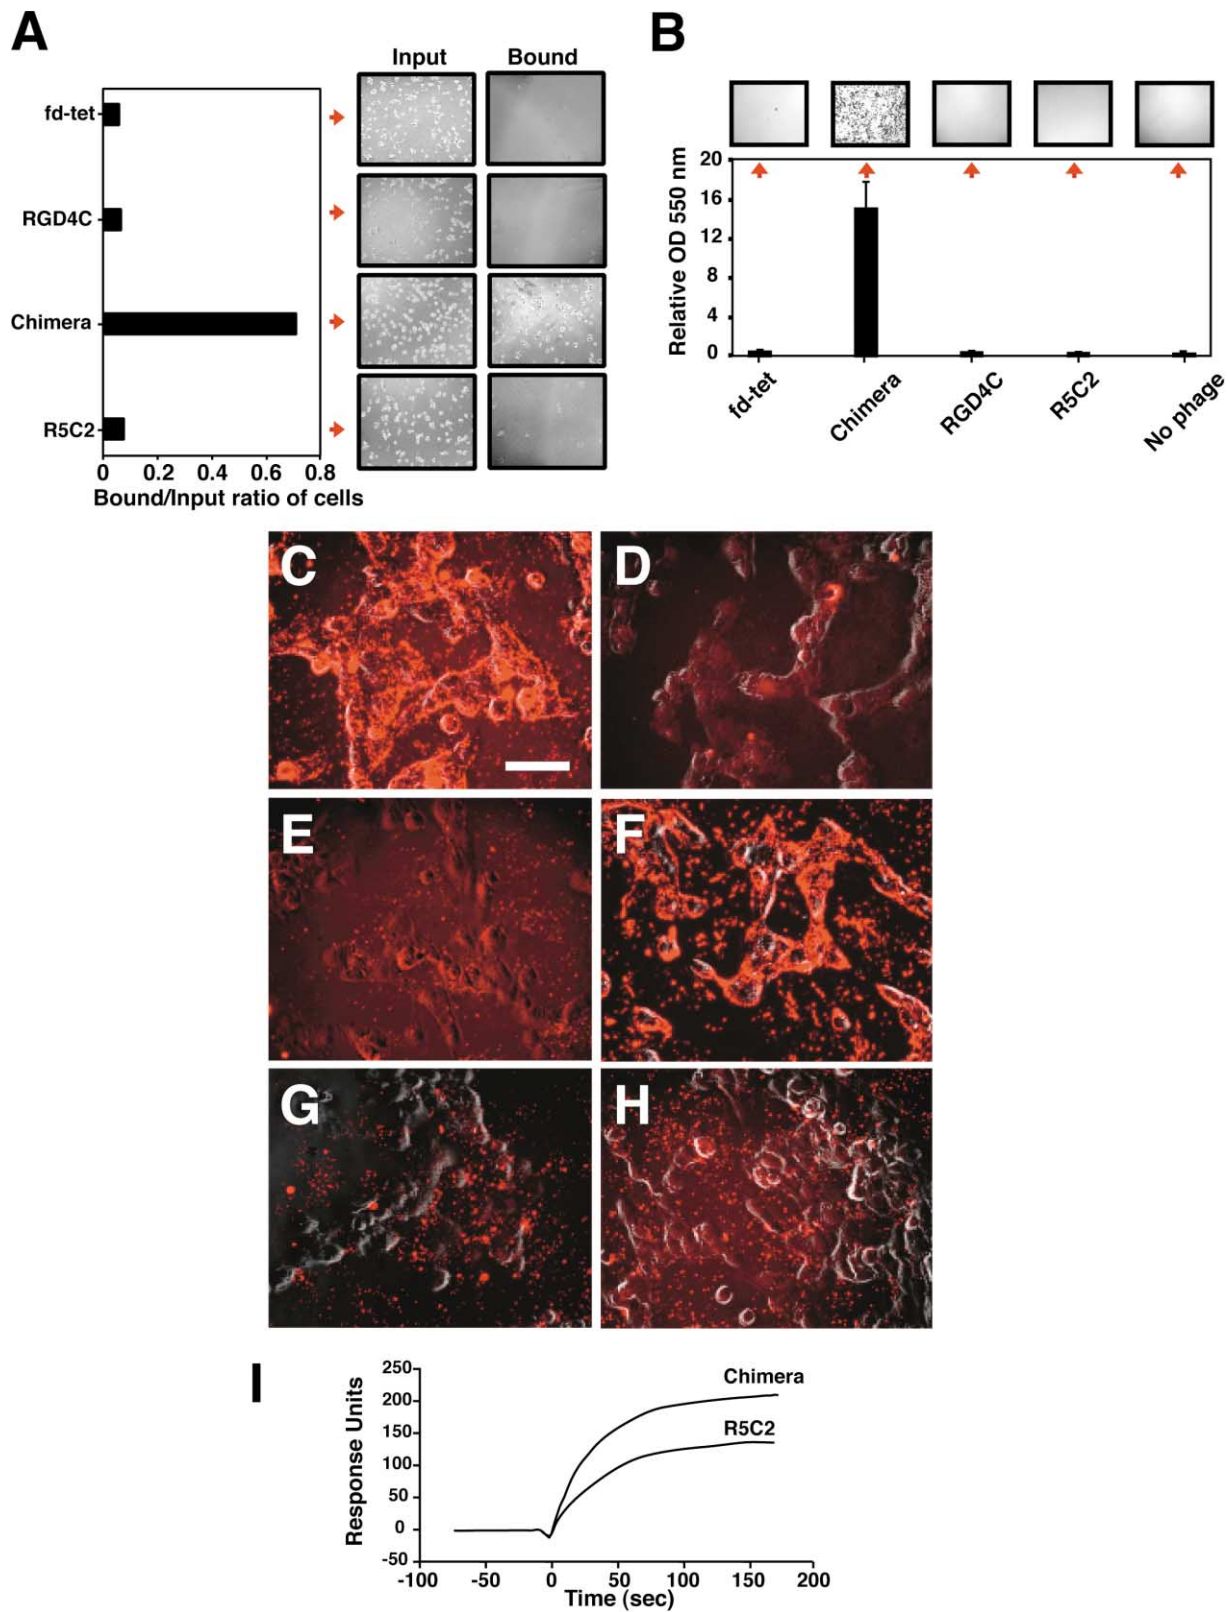 A
Input
Bound
fd-tet
RGD4C
Chimera
R5C2
0
0.2
0.4
0.6
0.8
Bound/Input ratio of cells
B
Relative OD 550 nm
20
16
12
8
4
0
fd-tet
Chimera
RGD4C
R5C2
No phage
C
D
E
F
G
H
I
Response Units
250
200
150
100
50
0
-50
Chimera
R5C2
-100
-50
0
50
100
150
200
Time (sec)